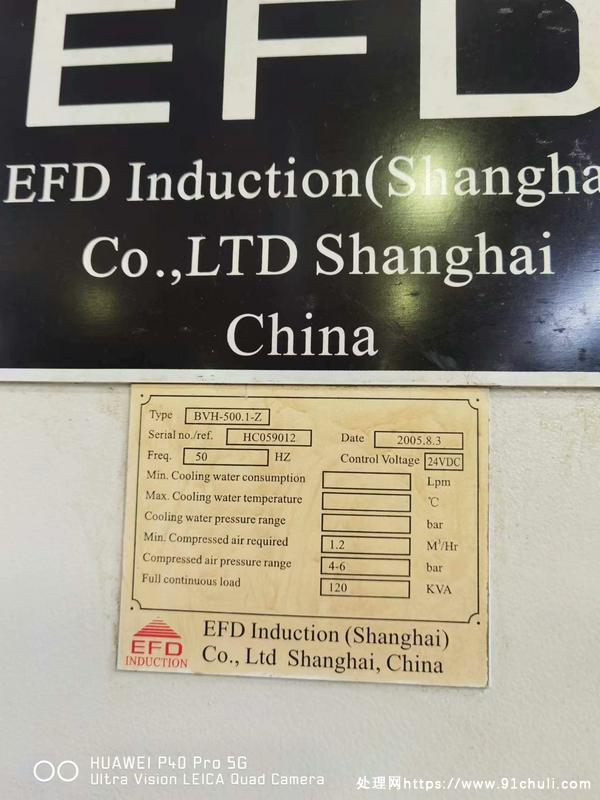 EFD
EFD Induction(Shangha
Co.,LTD Shanghai
China
Type BVH-500.1-Z
Serial no./ref. HC059012 Date 2005.8.3
Freq. 50 HZ Control Voltage 24VDC
Min. Cooling water consumption Lpm
Max. Cooling water temperature ℃
Cooling water pressure range bar
Min. Compressed air required 1.2 M³/Hr
Compressed air pressure range 4-6 bar
Full continuous load 120 KVA
EFD
INDUCTION
EFD Induction (Shanghai)
Co., Ltd Shanghai, China
HUAWEI P40 Pro 5G
Ultra Vision LEICA Quad Camera
处理网https://www.91chuli.com